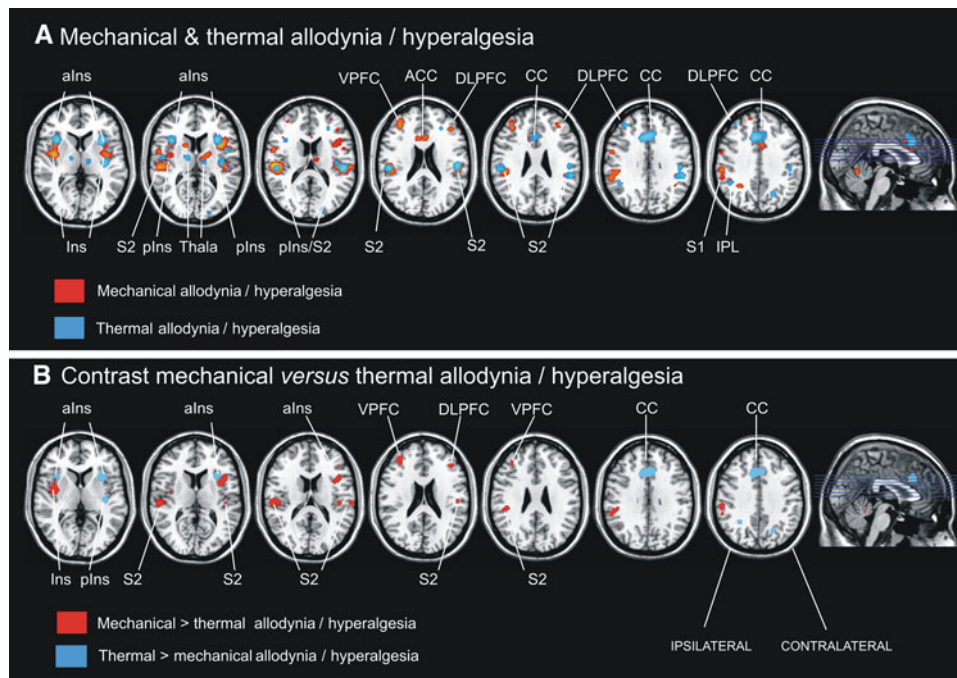 A Mechanical & thermal allodynia / hyperalgesia
aIns aIns VPFC ACC DLPFC CC DLPFC CC DLPFC CC
Ins S2 pIns Thala pIns pIns/S2 S2 S2 S2 S1 IPL
Mechanical allodynia / hyperalgesia
Thermal allodynia / hyperalgesia
B Contrast mechanical versus thermal allodynia / hyperalgesia
aIns aIns aIns VPFC DLPFC VPFC CC CC
Ins pIns S2 S2 S2 S2 S2
Mechanical > thermal allodynia / hyperalgesia
IPSILATERAL CONTRALATERAL
Thermal > mechanical allodynia / hyperalgesia